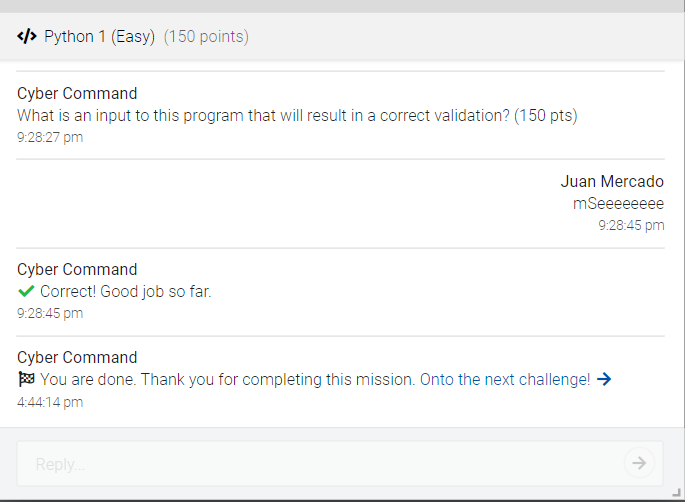 Python 1 (Easy) (150 points)
Cyber Command
What is an input to this program that will result in a correct validation? (150 pts)
9:28:27 pm
Juan Mercado
mSeeeeeeee
9:28:45 pm
Cyber Command
Correct! Good job so far.
9:28:45 pm
Cyber Command
You are done. Thank you for completing this mission. Onto the next challenge!
4:44:14 pm
Reply...